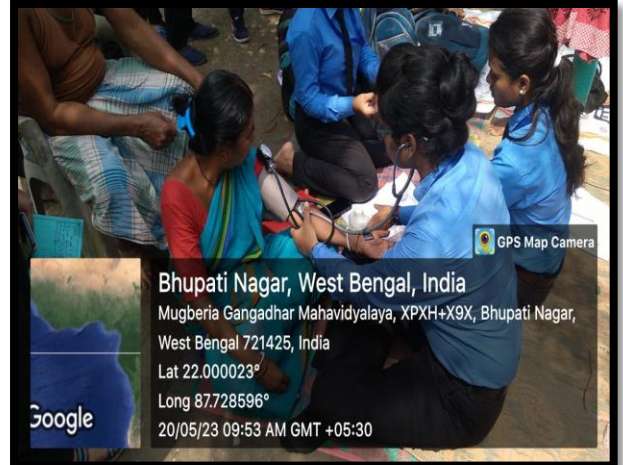 GPS Map Camera
Bhupati Nagar, West Bengal, India
Mugberia Gangadhar Mahavidyalaya, XPXH+X9X, Bhupati Nagar,
West Bengal 721425, India
Lat 22.000023°
Long 87.728596°
20/05/23 09:53 AM GMT +05:30
Google